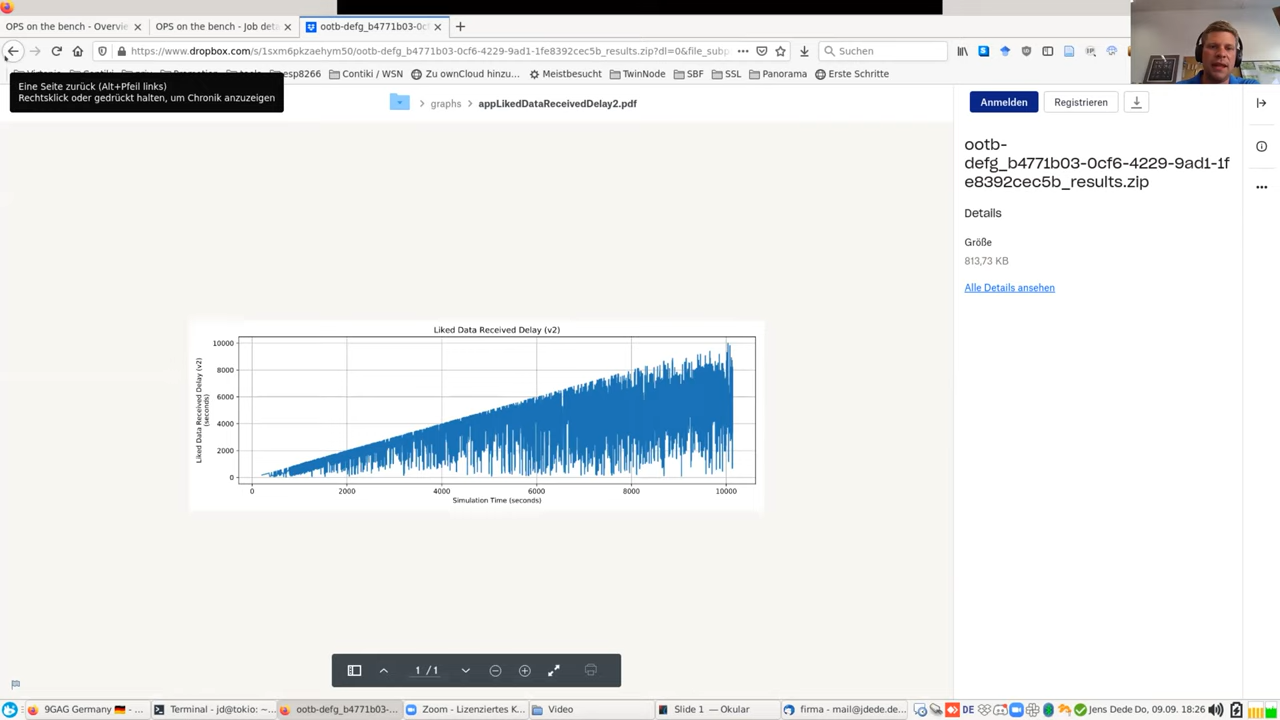 OPS on the bench - Overvie
OPS on the bench - Job deta
ootb-defg_b4771b03-0cf
https://www.dropbox.com/s/1sxm6pkzaehym50/ootb-defg_b4771b03-0cf6-4229-9ad1-1fe8392cec5b_results.zip?dl=0&file_subp
Suchen
esp8266
Contiki / WSN
Zu ownCloud hinzu...
Meistbesucht
TwinNode
SBF
SSL
Panorama
Erste Schritte
Eine Seite zurück (Alt+Pfeil links)
Rechtsklick oder gedrückt halten, um Chronik anzuzeigen
graphs > appLikedDataReceivedDelay2.pdf
Anmelden
Registrieren
ootb-
defg_b4771b03-0cf6-4229-9ad1-1f
e8392cec5b_results.zip
Details
Größe
813,73 KB
Alle Details ansehen
Liked Data Received Delay (v2)
Liked Data Received Delay (v2)
(seconds)
10000
8000
6000
4000
2000
0
0 2000 4000 6000 8000 10000
Simulation Time (seconds)
1 / 1
9GAG Germany
Terminal - jd@tokio: ~...
ootb-defg_b4771b03-...
Zoom - Lizenziertes K...
Video
Slide 1 — Okular
firma - mail@jdede.de...
DE
Jens Dede Do, 09.09. 18:26